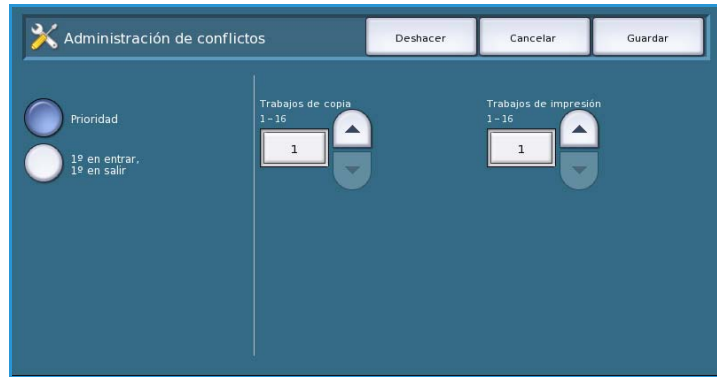 Administración de conflictos
Deshacer
Cancelar
Guardar
Prioridad
1º en entrar,
1º en salir
Trabajos de copia
1-16
1
Trabajos de impresión
1-16
1